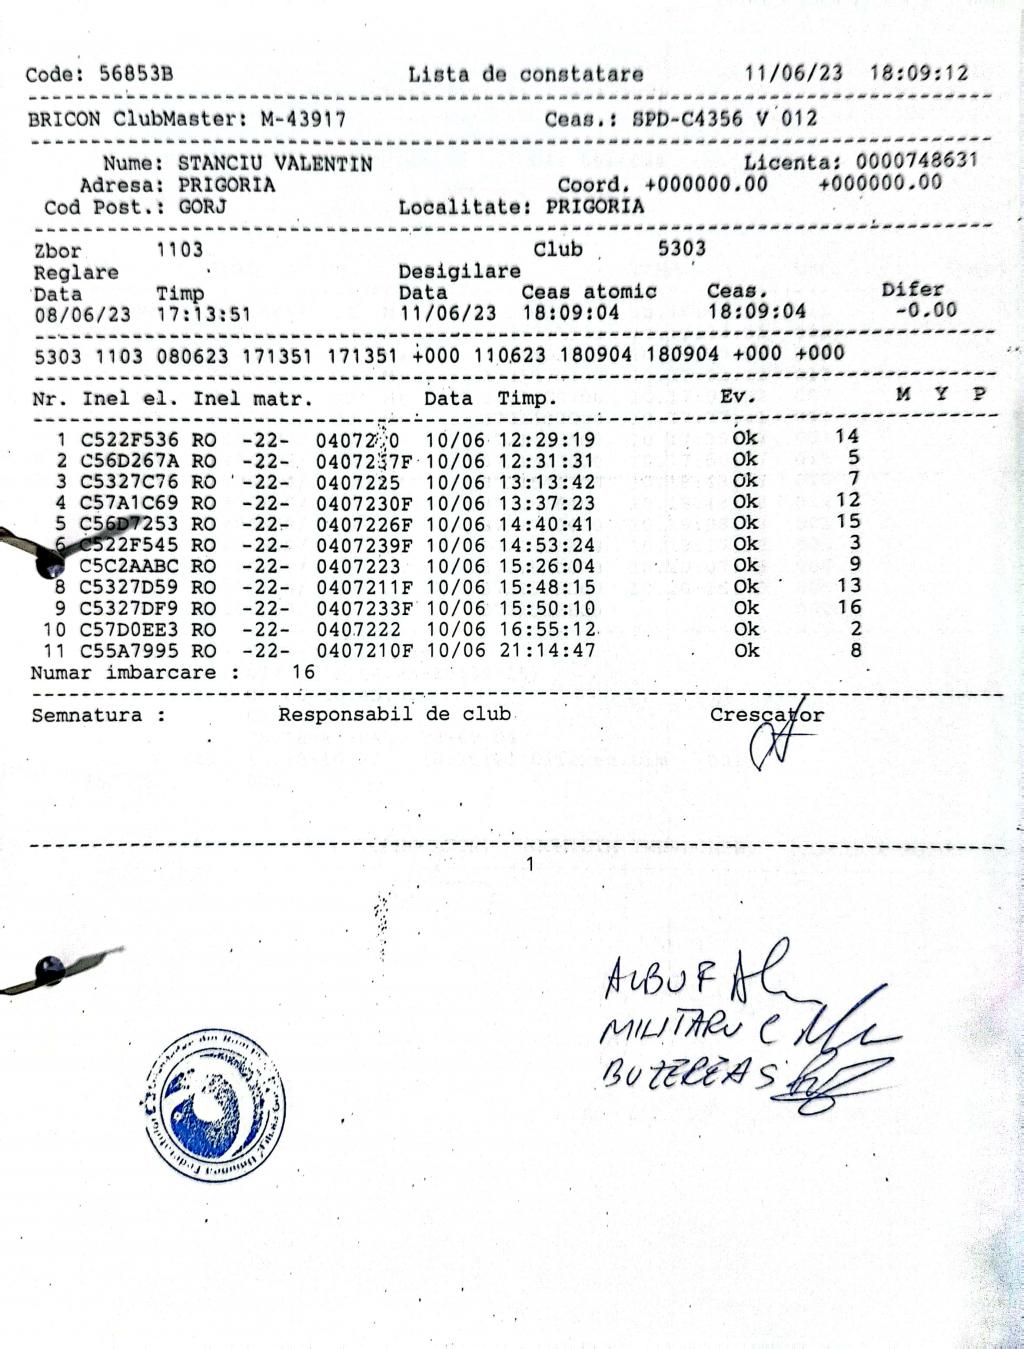 Code: 56853B Lista de constatare 11/06/23 18:09:12
BRICON ClubMaster: M-43917 Ceas.: SPD-C4356 V 012
Nume: STANCIU VALENTIN Licenta: 0000748631
Adresa: PRIGORIA Coord. +000000.00 +000000.00
Cod Post.: GORJ Localitate: PRIGORIA
Zbor 1103 Club 5303
Reglare Desigilare
Data Timp Data Ceas atomic Ceas. Difer
08/06/23 17:13:51 11/06/23 18:09:04 18:09:04 -0.00
5303 1103 080623 171351 171351 +000 110623 180904 180904 +000 +000
Nr. Inel el. Inel matr. Data Timp. Ev. M Y P
1 C522F536 RO -22- 10/06 12:29:19 Ok 14
2 C56D267A RO -22- 0407237F 10/06 12:31:31 Ok 5
3 C5327C76 RO -22- 0407225 10/06 13:13:42 Ok 7
4 C57A1C69 RO -22- 0407230F 10/06 13:37:23 Ok 12
5 C56D7253 RO -22- 0407226F 10/06 14:40:41 Ok 15
6 C522F545 RO -22- 0407239F 10/06 14:53:24 Ok 3
C5C2AABC RO -22- 0407223 10/06 15:26:04 Ok 9
8 C5327D59 RO -22- 0407211F 10/06 15:48:15 Ok 13
9 C5327DF9 RO -22- 0407233F 10/06 15:50:10 Ok 16
10 C57D0EE3 RO -22- 0407222 10/06 16:55:12 Ok 2
11 C55A7995 RO -22- 0407210F 10/06 21:14:47 Ok 8
Numar imbarcare : 16
Semnatura : Responsabil de club Crescator
1
ALBU F
MILITARU C
BUTEREA S